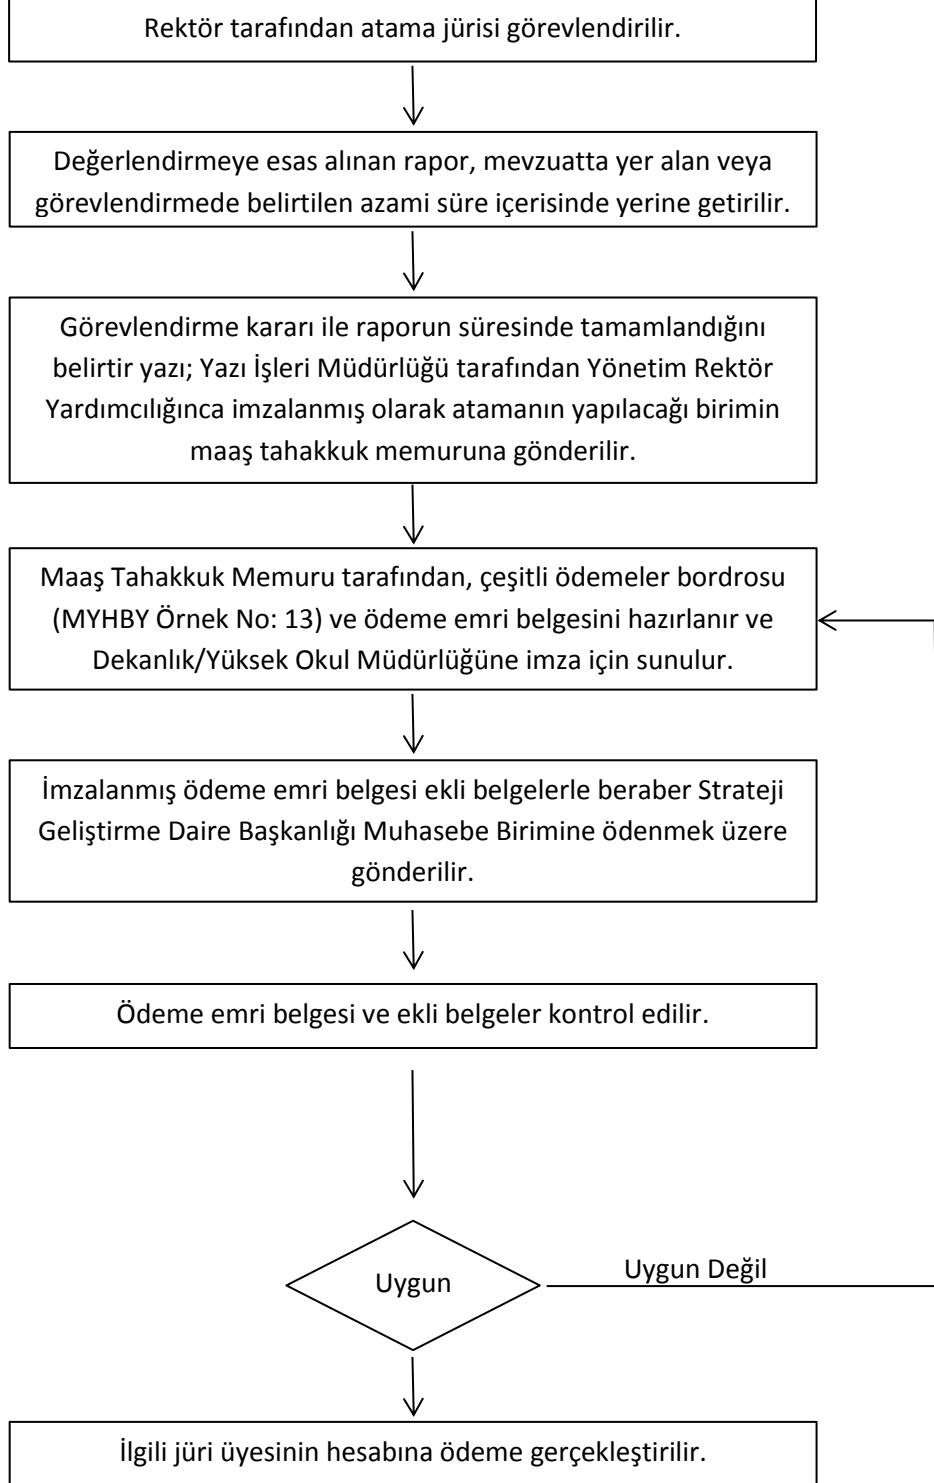 Rektör tarafından atama jürisi görevlendirilir.
Değerlendirmeye esas alınan rapor, mevzuatta yer alan veya
görevlendirmede belirtilen azami süre içerisinde yerine getirilir.
Görevlendirme kararı ile raporun süresinde tamamlandığını
belirtir yazı; Yazı İşleri Müdürlüğü tarafından Yönetim Rektör
Yardımcılığınca imzalanmış olarak atamanın yapılacağı birimin
maaş tahakkuk memuruna gönderilir.
Maaş Tahakkuk Memuru tarafından, çeşitli ödemeler bordrosu
(MYHBY Örnek No: 13) ve ödeme emri belgesini hazırlanır ve
Dekanlık/Yüksek Okul Müdürlüğüne imza için sunulur.
İmzalanmış ödeme emri belgesi ekli belgelerle beraber Strateji
Geliştirme Daire Başkanlığı Muhasebe Birimine ödenmek üzere
gönderilir.
Ödeme emri belgesi ve ekli belgeler kontrol edilir.
Uygun
Uygun Değil
İlgili jüri üyesinin hesabına ödeme gerçekleştirilir.